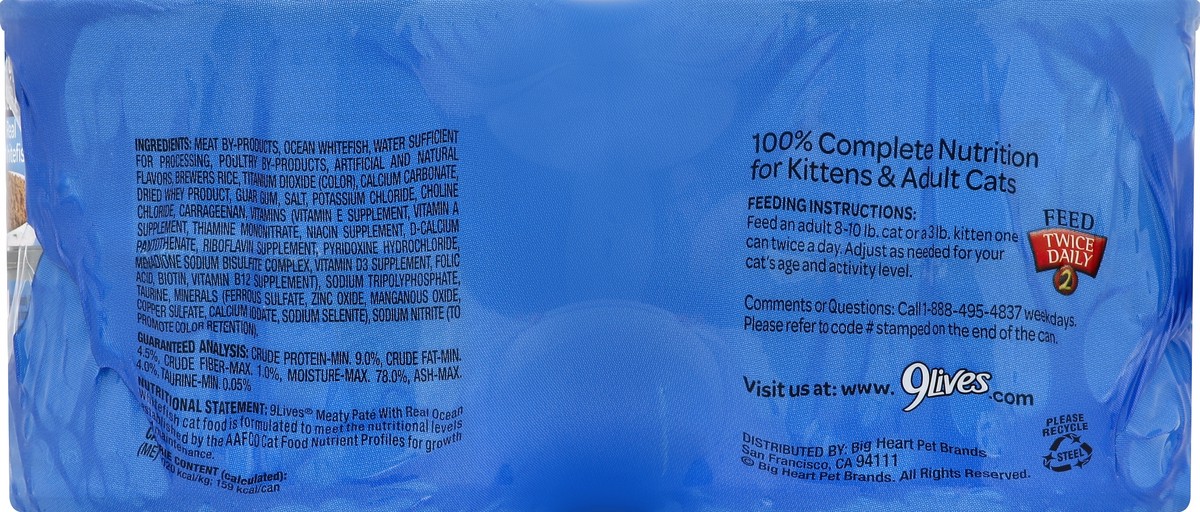 INGREDIENTS: MEAT BY-PRODUCTS, OCEAN WHITEFISH, WATER SUFFICIENT
FOR PROCESSING, POULTRY BY-PRODUCTS, ARTIFICIAL AND NATURAL
FLAVORS, BREWERS RICE, TITANIUM DIOXIDE (COLOR), CALCIUM CARBONATE,
DRIED WHEY PRODUCT, GUAR GUM, SALT, POTASSIUM CHLORIDE, CHOLINE
CHLORIDE, CARRAGEENAN, VITAMINS (VITAMIN E SUPPLEMENT, VITAMIN A
SUPPLEMENT, THIAMINE MONONITRATE, NIACIN SUPPLEMENT, D-CALCIUM
PANTOTHENATE, RIBOFLAVIN SUPPLEMENT, PYRIDOXINE HYDROCHLORIDE,
MENADIONE SODIUM BISULFITE COMPLEX, VITAMIN D3 SUPPLEMENT, FOLIC
ACID, BIOTIN, VITAMIN B12 SUPPLEMENT), SODIUM TRIPOLYPHOSPHATE,
TAURINE, MINERALS (FERROUS SULFATE, ZINC OXIDE, MANGANOUS OXIDE,
COPPER SULFATE, CALCIUM IODATE, SODIUM SELENITE), SODIUM NITRITE (TO
PROMOTE COLOR RETENTION).
GUARANTEED ANALYSIS: CRUDE PROTEIN-MIN. 9.0%, CRUDE FAT-MIN.
4.5%, CRUDE FIBER-MAX. 1.0%, MOISTURE-MAX. 78.0%, ASH-MAX.
4.0%, TAURINE-MIN. 0.05%
NUTRITIONAL STATEMENT: 9Lives® Meaty Paté With Real Ocean
Whitefish cat food is formulated to meet the nutritional levels
established by the AAFCO Cat Food Nutrient Profiles for growth
maintenance.
CONTENT (calculated):
kcal/kg; 159 kcal/can
100% Complete Nutrition
for Kittens & Adult Cats
FEEDING INSTRUCTIONS:
Feed an adult 8-10 lb. cat or a 3 lb. kitten one
can twice a day. Adjust as needed for your
cat's age and activity level.
FEED
TWICE
DAILY
2
Comments or Questions: Call 1-888-495-4837 weekdays.
Please refer to code # stamped on the end of the can.
Visit us at: www. 9Lives .com
DISTRIBUTED BY: Big Heart Pet Brands
San Francisco, CA 94111
© Big Heart Pet Brands. All Rights Reserved.
PLEASE
RECYCLE
STEEL